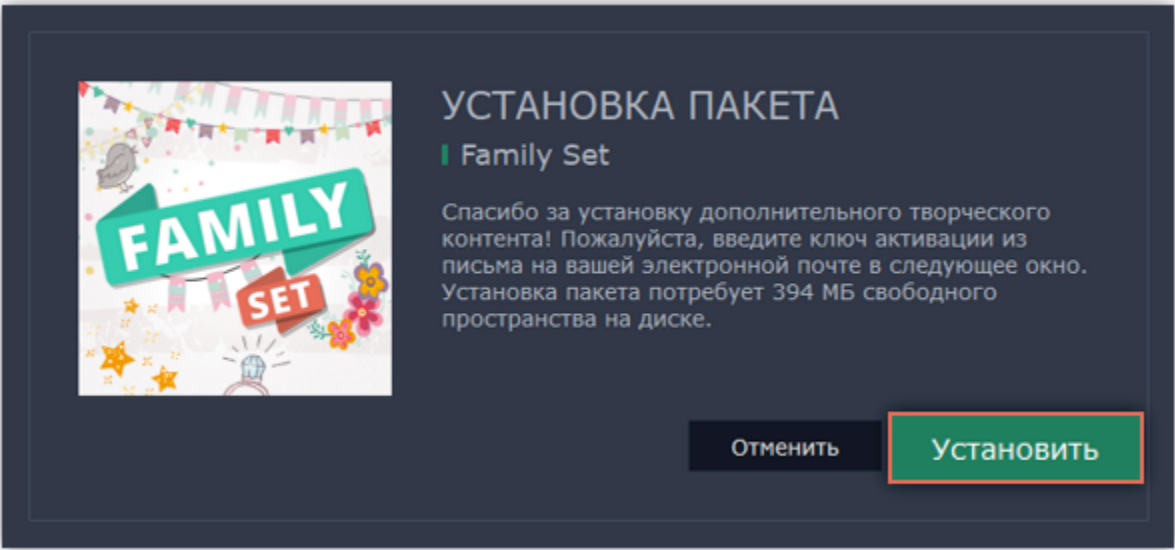 FAMILY
SET
УСТАНОВКА ПАКЕТА
Family Set
Спасибо за установку дополнительного творческого
контента! Пожалуйста, введите ключ активации из
письма на вашей электронной почте в следующее окно.
Установка пакета потребует 394 МБ свободного
пространства на диске.
Отменить
Установить